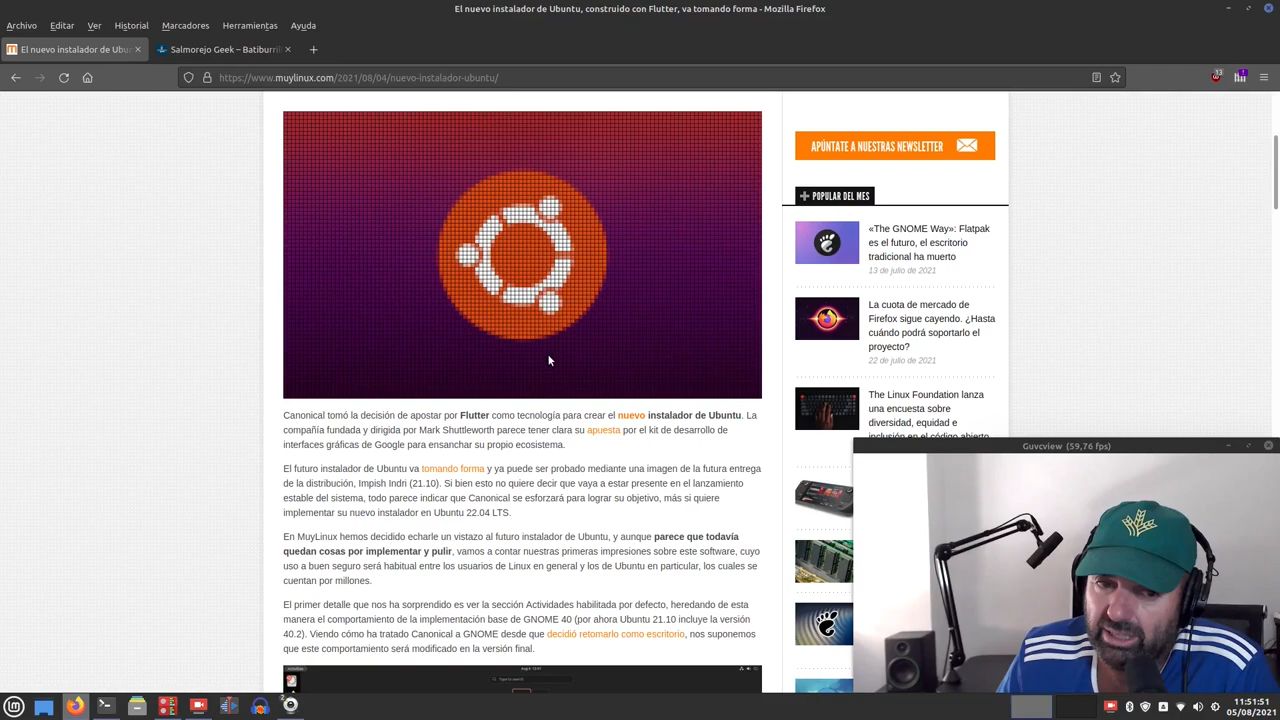 El nuevo instalador de Ubuntu, construido con Flutter, va tomando forma - Mozilla Firefox
Archivo Editar Ver Historial Marcadores Herramientas Ayuda
El nuevo instalador de Ubun
Salmorejo Geek – Batiburril
https://www.muylinux.com/2021/08/04/nuevo-instalador-ubuntu/
APÚNTATE A NUESTRAS NEWSLETTER
POPULAR DEL MES
«The GNOME Way»: Flatpak
es el futuro, el escritorio
tradicional ha muerto
13 de julio de 2021
La cuota de mercado de
Firefox sigue cayendo. ¿Hasta
cuándo podrá soportarlo el
proyecto?
22 de julio de 2021
The Linux Foundation lanza
una encuesta sobre
diversidad, equidad e
inclusión en el código abierto
Canonical tomó la decisión de apostar por Flutter como tecnología para crear el nuevo instalador de Ubuntu. La
compañía fundada y dirigida por Mark Shuttleworth parece tener clara su apuesta por el kit de desarrollo de
interfaces gráficas de Google para ensanchar su propio ecosistema.
El futuro instalador de Ubuntu va tomando forma y ya puede ser probado mediante una imagen de la futura entrega
de la distribución, Impish Indri (21.10). Si bien esto no quiere decir que vaya a estar presente en el lanzamiento
estable del sistema, todo parece indicar que Canonical se esforzará para lograr su objetivo, más si quiere
implementar su nuevo instalador en Ubuntu 22.04 LTS.
En MuyLinux hemos decidido echarle un vistazo al futuro instalador de Ubuntu, y aunque parece que todavía
quedan cosas por implementar y pulir, vamos a contar nuestras primeras impresiones sobre este software, cuyo
uso a buen seguro será habitual entre los usuarios de Linux en general y los de Ubuntu en particular, los cuales se
cuentan por millones.
El primer detalle que nos ha sorprendido es ver la sección Actividades habilitada por defecto, heredando de esta
manera el comportamiento de la implementación base de GNOME 40 (por ahora Ubuntu 21.10 incluye la versión
40.2). Viendo cómo ha tratado Canonical a GNOME desde que decidió retomarlo como escritorio, nos suponemos
que este comportamiento será modificado en la versión final.
Guvcview (59,76 fps)
11:51:51
05/08/2021